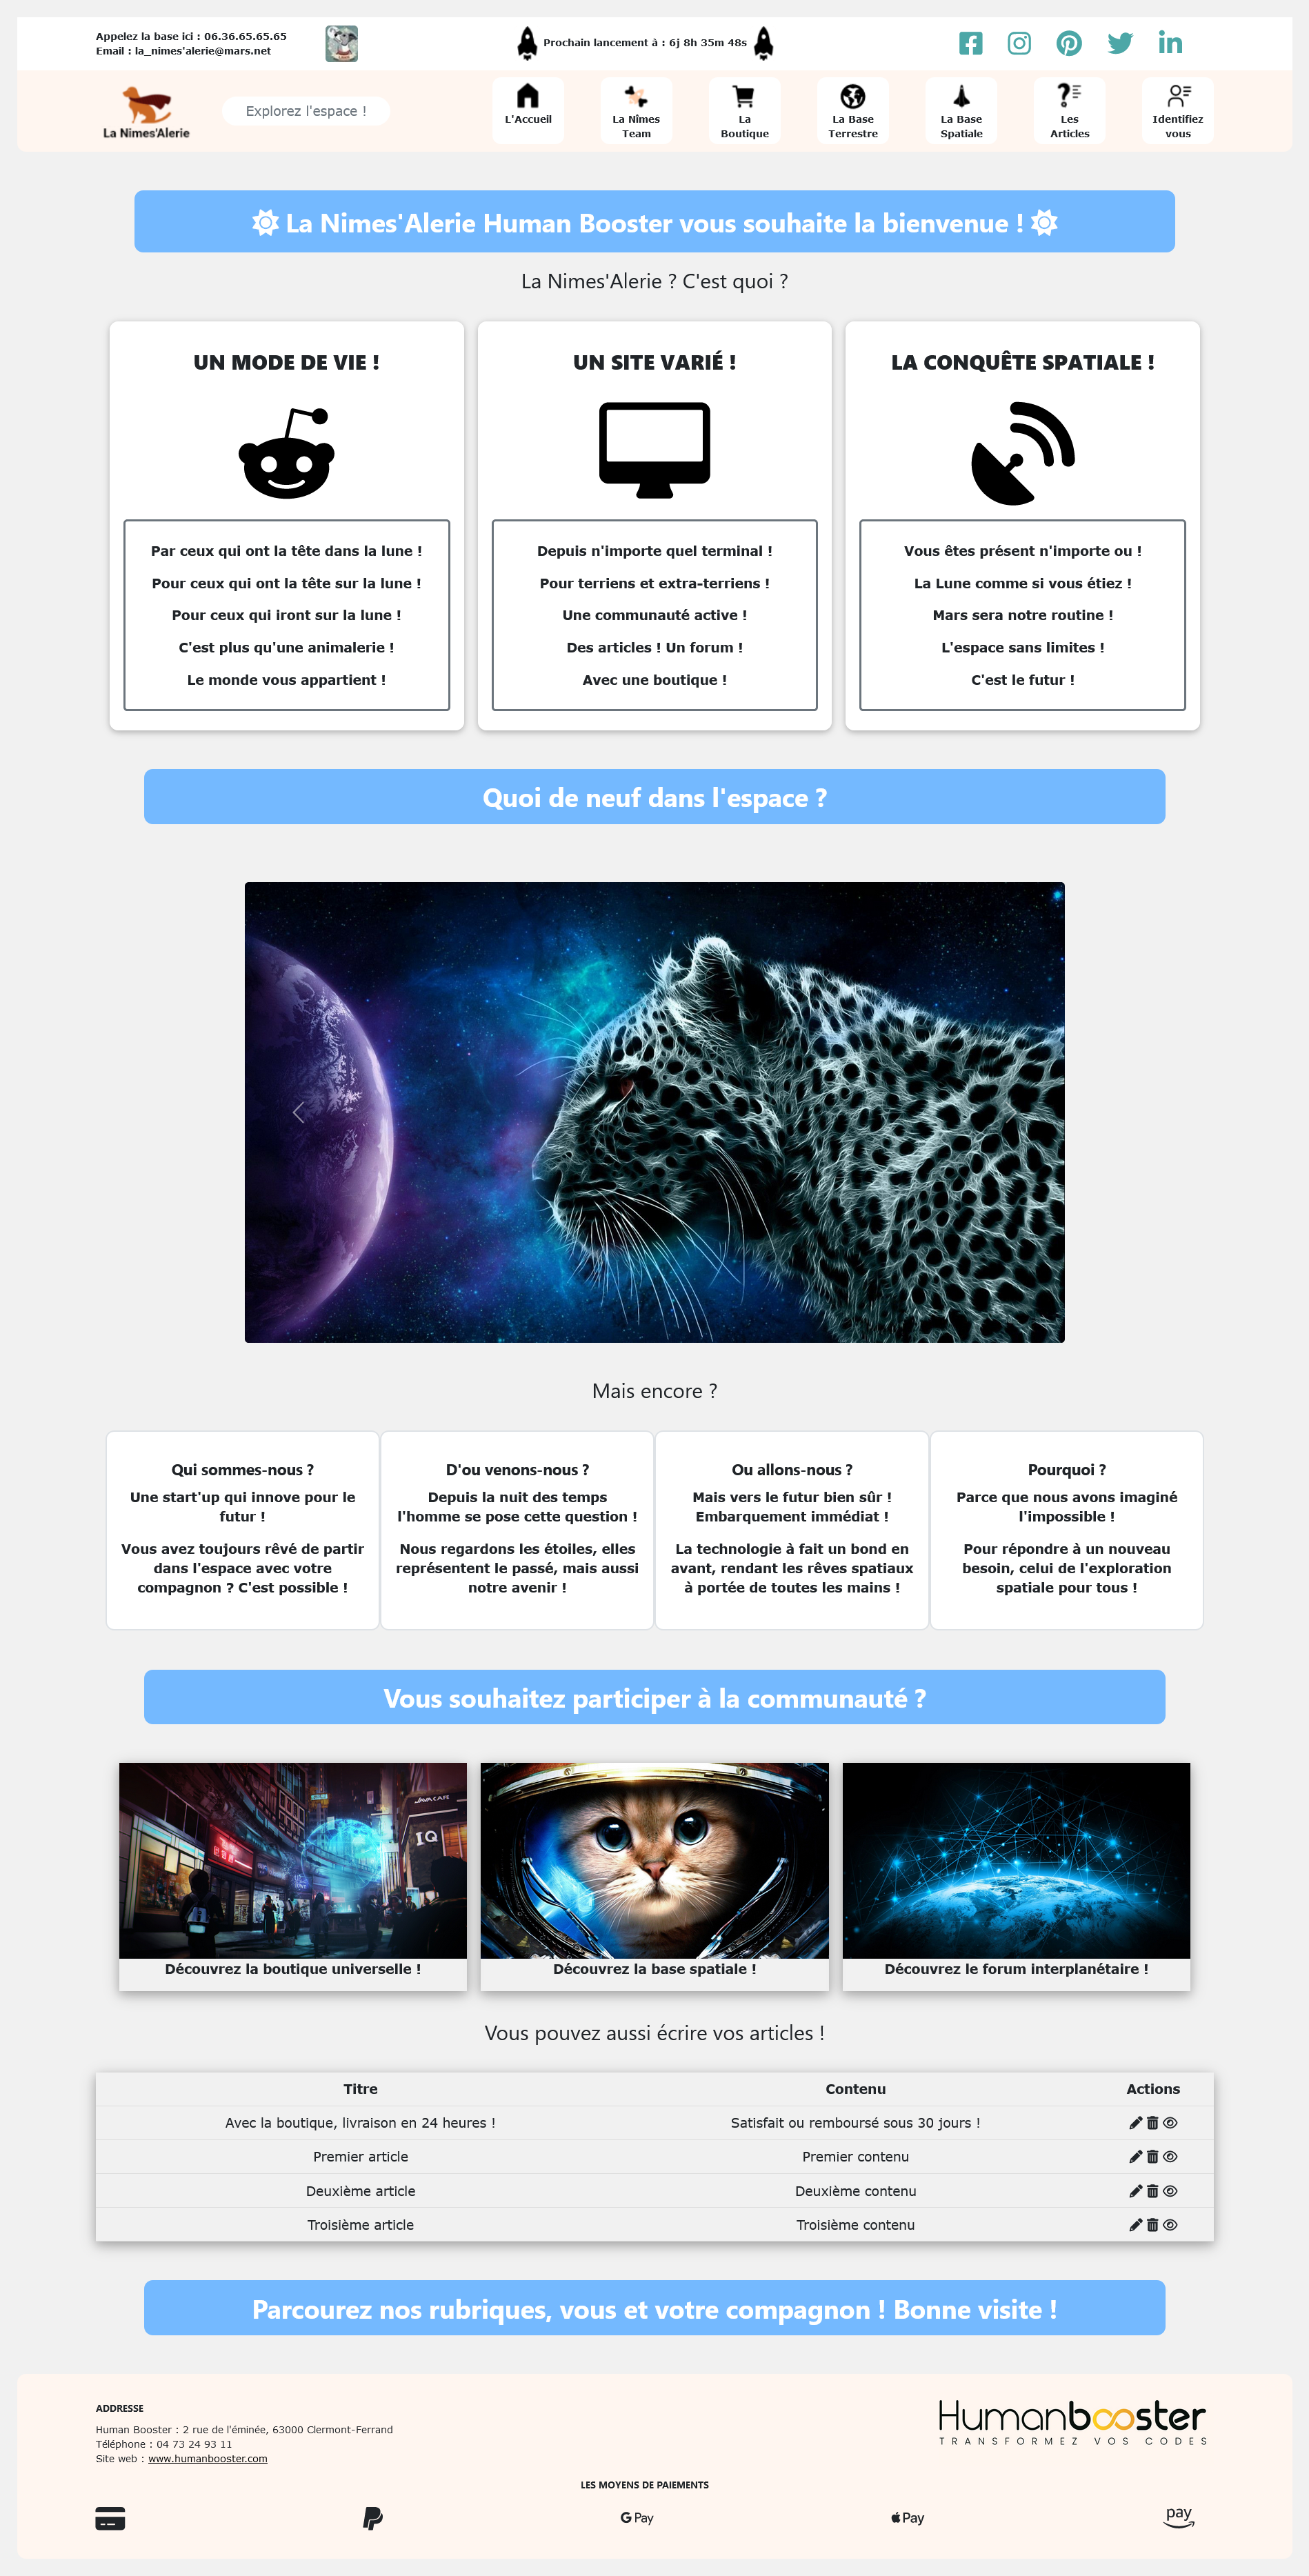 Appelez la base ici : 06.36.65.65.65
Email : la_nimes'alerie@mars.net
Prochain lancement à : 6j 8h 35m 48s
La Nimes'Alerie
Explorez l'espace !
L'Accueil
La Nîmes
Team
La
Boutique
La Base
Terrestre
La Base
Spatiale
Les
Articles
Identifiez
vous
La Nimes'Alerie Human Booster vous souhaite la bienvenue !
La Nimes'Alerie ? C'est quoi ?
UN MODE DE VIE !
Par ceux qui ont la tête dans la lune !
Pour ceux qui ont la tête sur la lune !
Pour ceux qui iront sur la lune !
C'est plus qu'une animalerie !
Le monde vous appartient !
UN SITE VARIÉ !
Depuis n'importe quel terminal !
Pour terriens et extra-terriens !
Une communauté active !
Des articles ! Un forum !
Avec une boutique !
LA CONQUÊTE SPATIALE !
Vous êtes présent n'importe ou !
La Lune comme si vous étiez !
Mars sera notre routine !
L'espace sans limites !
C'est le futur !
Quoi de neuf dans l'espace ?
Mais encore ?
Qui sommes-nous ?
Une start'up qui innove pour le
futur !
Vous avez toujours rêvé de partir
dans l'espace avec votre
compagnon ? C'est possible !
D'ou venons-nous ?
Depuis la nuit des temps
l'homme se pose cette question !
Nous regardons les étoiles, elles
représentent le passé, mais aussi
notre avenir !
Ou allons-nous ?
Mais vers le futur bien sûr !
Embarquement immédiat !
La technologie à fait un bond en
avant, rendant les rêves spatiaux
à portée de toutes les mains !
Pourquoi ?
Parce que nous avons imaginé
l'impossible !
Pour répondre à un nouveau
besoin, celui de l'exploration
spatiale pour tous !
Vous souhaitez participer à la communauté ?
JAVA CAFE
IQ
Découvrez la boutique universelle !
Découvrez la base spatiale !
Découvrez le forum interplanétaire !
Vous pouvez aussi écrire vos articles !
Titre Contenu Actions
Avec la boutique, livraison en 24 heures ! Satisfait ou remboursé sous 30 jours !
Premier article Premier contenu
Deuxième article Deuxième contenu
Troisième article Troisième contenu
Parcourez nos rubriques, vous et votre compagnon ! Bonne visite !
ADDRESSE
Human Booster : 2 rue de l'éminée, 63000 Clermont-Ferrand
Téléphone : 04 73 24 93 11
Site web : www.humanbooster.com
Humanbooster
TRANSFORMEZ VOS CODES
LES MOYENS DE PAIEMENTS
G Pay
Pay
pay